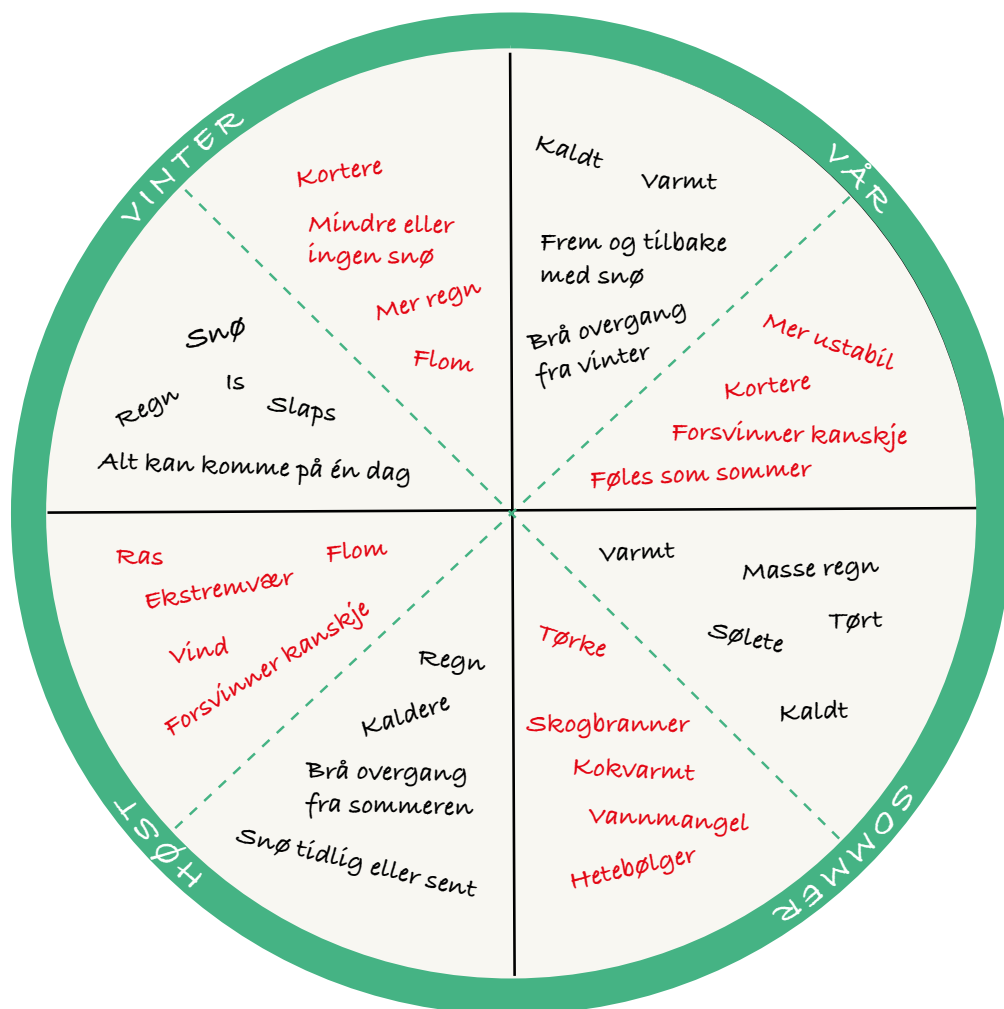 VINTER
Kortere
Mindre eller
ingen snø
Mer regn
Flom
Snø
Is
Regn
Slaps
Alt kan komme på én dag
VÅR
Kaldt
Varmt
Frem og tilbake
med snø
Brå overgang
fra vinter
Mer ustabil
Kortere
Forsvinner kanskje
Føles som sommer
SOMMER
Varmt
Masse regn
Tørt
Sølete
Kaldt
Tørke
Skogbranner
Kokvarmt
Vannmangel
Hetebølger
HØST
Ras
Flom
Ekstremvær
Vind
Forsvinner kanskje
Regn
Kaldere
Brå overgang
fra sommeren
Snø tidlig eller sent